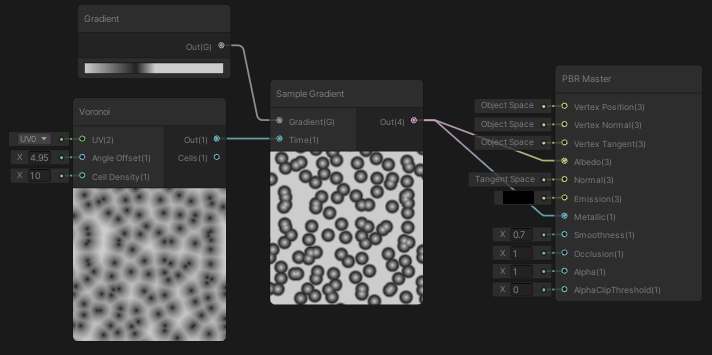 Gradient
Out(G)
Voronoi
UV0
UV(2)
Out(1)
X 4.95
Angle Offset(1)
Cells(1)
X 10
Cell Density(1)
Sample Gradient
Gradient(G)
Out(4)
Time(1)
PBR Master
Object Space
Vertex Position(3)
Object Space
Vertex Normal(3)
Object Space
Vertex Tangent(3)
Albedo(3)
Tangent Space
Normal(3)
Emission(3)
Metallic(1)
X 0.7
Smoothness(1)
X 1
Occlusion(1)
X 1
Alpha(1)
X 0
AlphaClipThreshold(1)